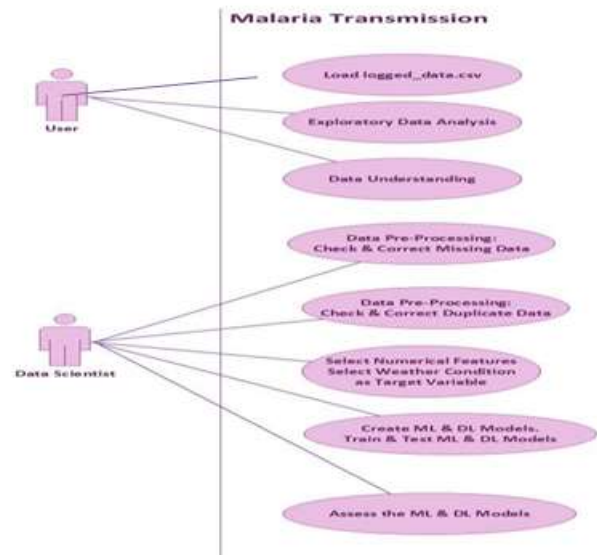 Malaria Transmission
Load logged_data.csv
User
Exploratory Data Analysis
Data Understanding
Data Pre-Processing:
Check & Correct Missing Data
Data Pre-Processing:
Check & Correct Duplicate Data
Data Scientist
Select Numerical Features
Select Weather Condition
as Target Variable
Create ML & DL Models.
Train & Test ML & DL Models
Assess the ML & DL Models